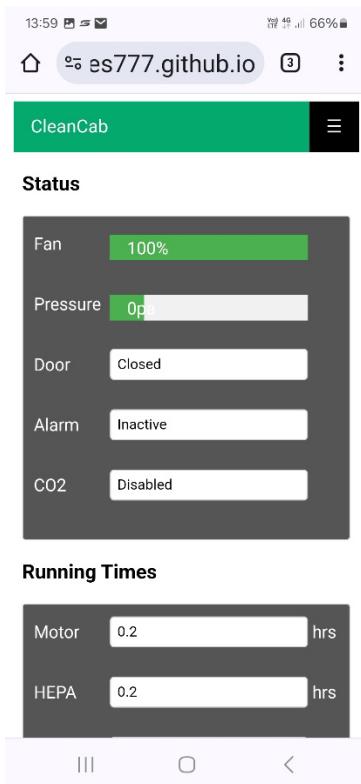 13:59 66%
es777.github.io 3
CleanCab
Status
Fan 100%
Pressure 0pa
Door Closed
Alarm Inactive
CO2 Disabled
Running Times
Motor 0.2 hrs
HEPA 0.2 hrs